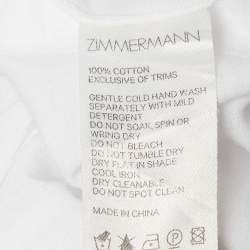 ZIMMERMANN
100% COTTON
EXCLUSIVE OF TRIMS
GENTLE COLD HAND WASH
SEPARATELY WITH MILD
DETERGENT
DO NOT SOAK, SPIN OR
WRING DRY
DO NOT BLEACH
DO NOT TUMBLE DRY
DRY FLAT IN SHADE
COOL IRON
DRY CLEANABLE
DO NOT SPOT CLEAN
MADE IN CHINA